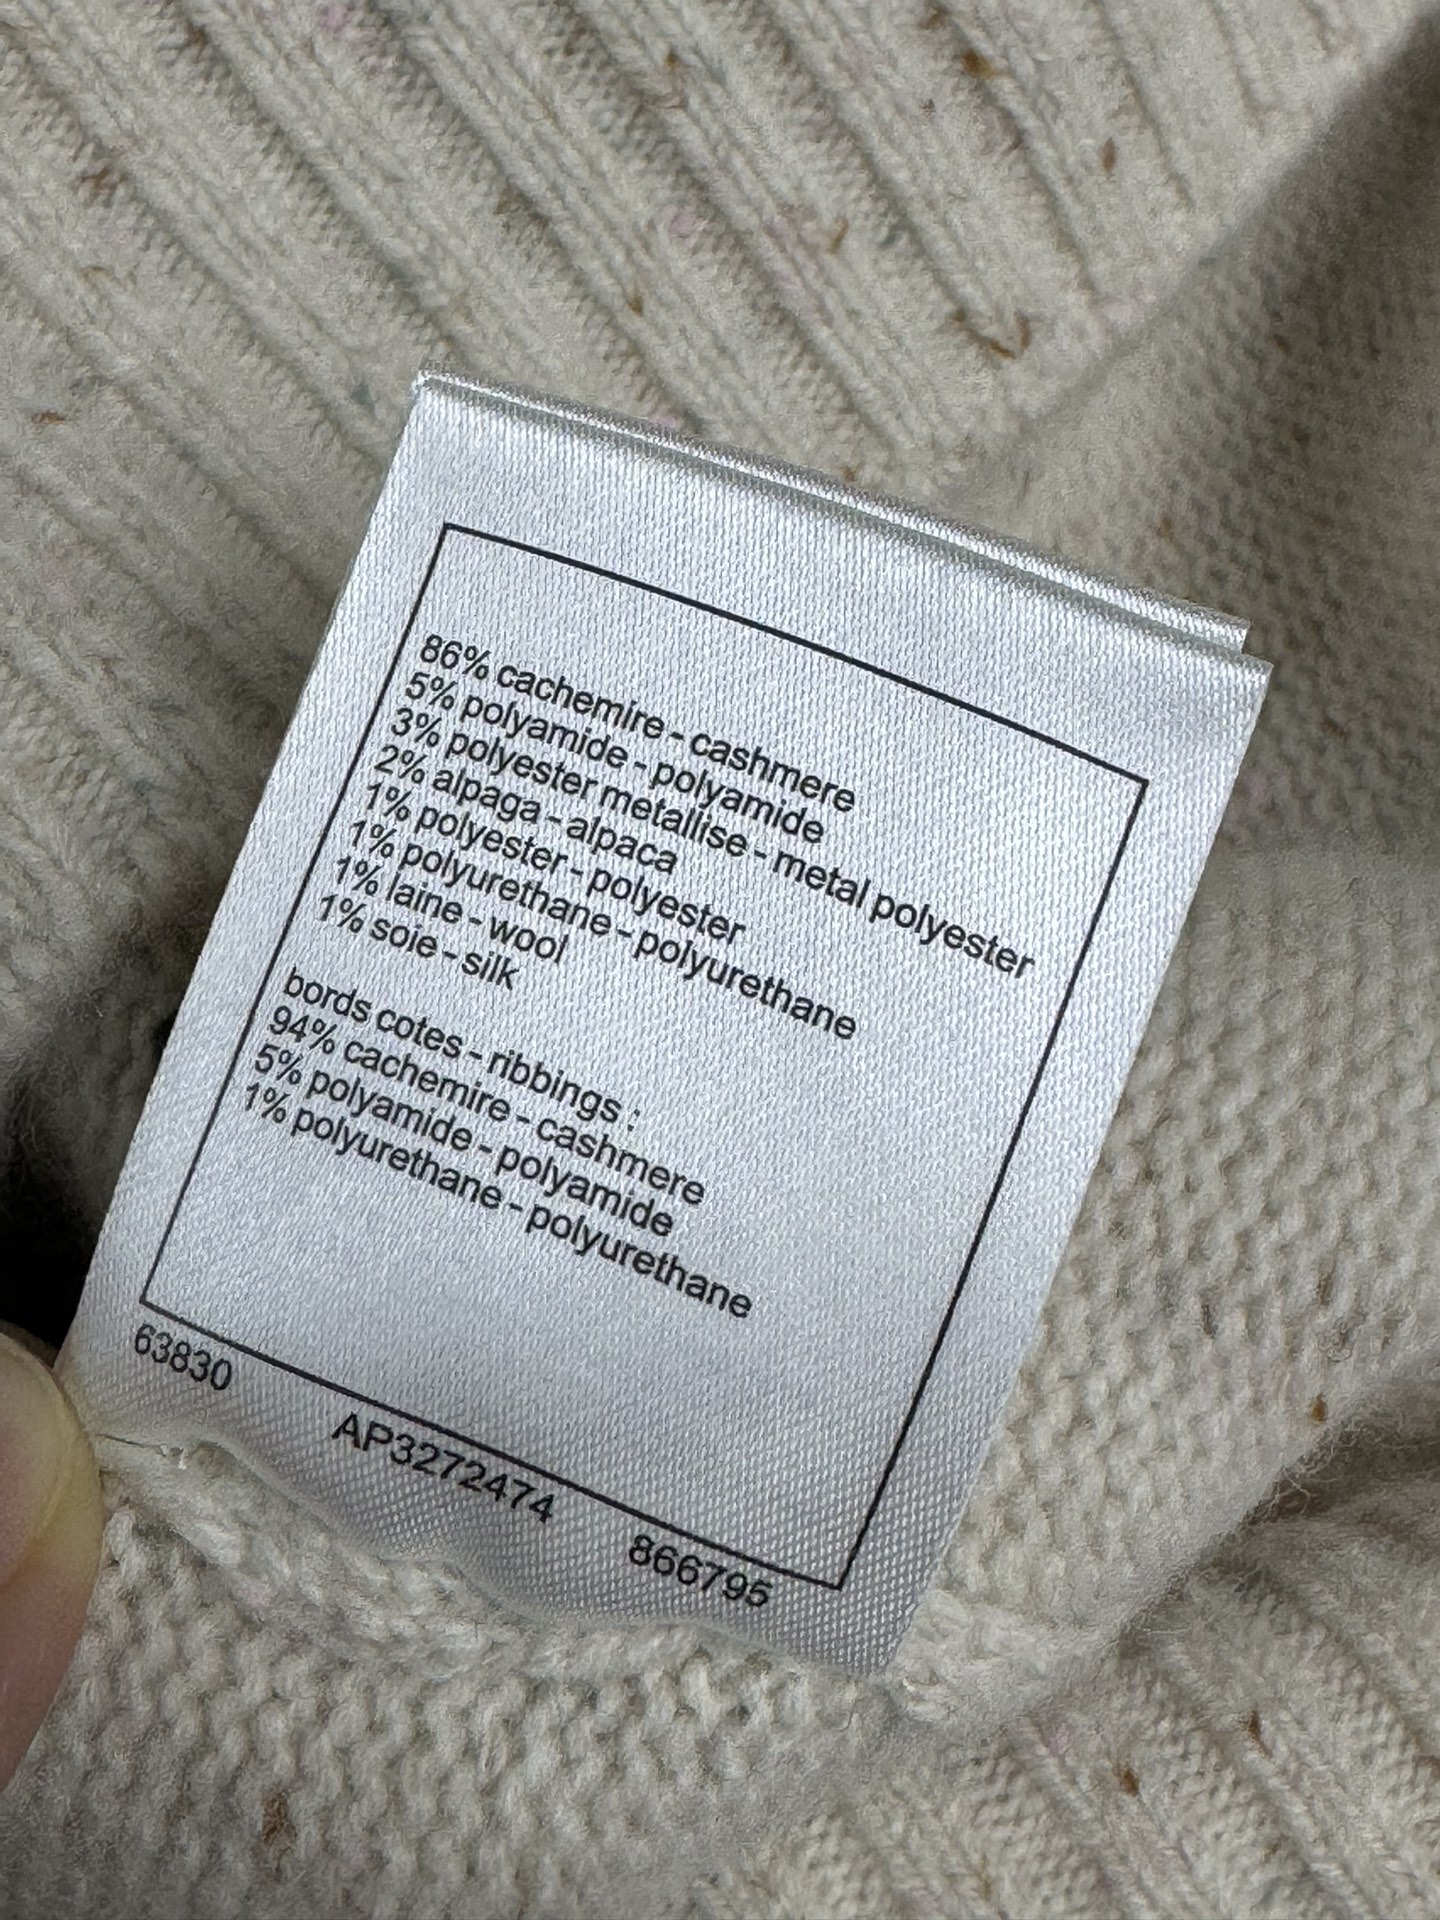 86% cachemire - cashmere
5% polyamide - polyamide
3% polyester metallise - metal polyester
2% alpaga - alpaca
1% polyester - polyester
1% polyurethane - polyurethane
1% laine - wool
1% soie - silk
bords cotes - ribbings :
94% cachemire - cashmere
5% polyamide - polyamide
1% polyurethane - polyurethane
63830 AP3272474 866795